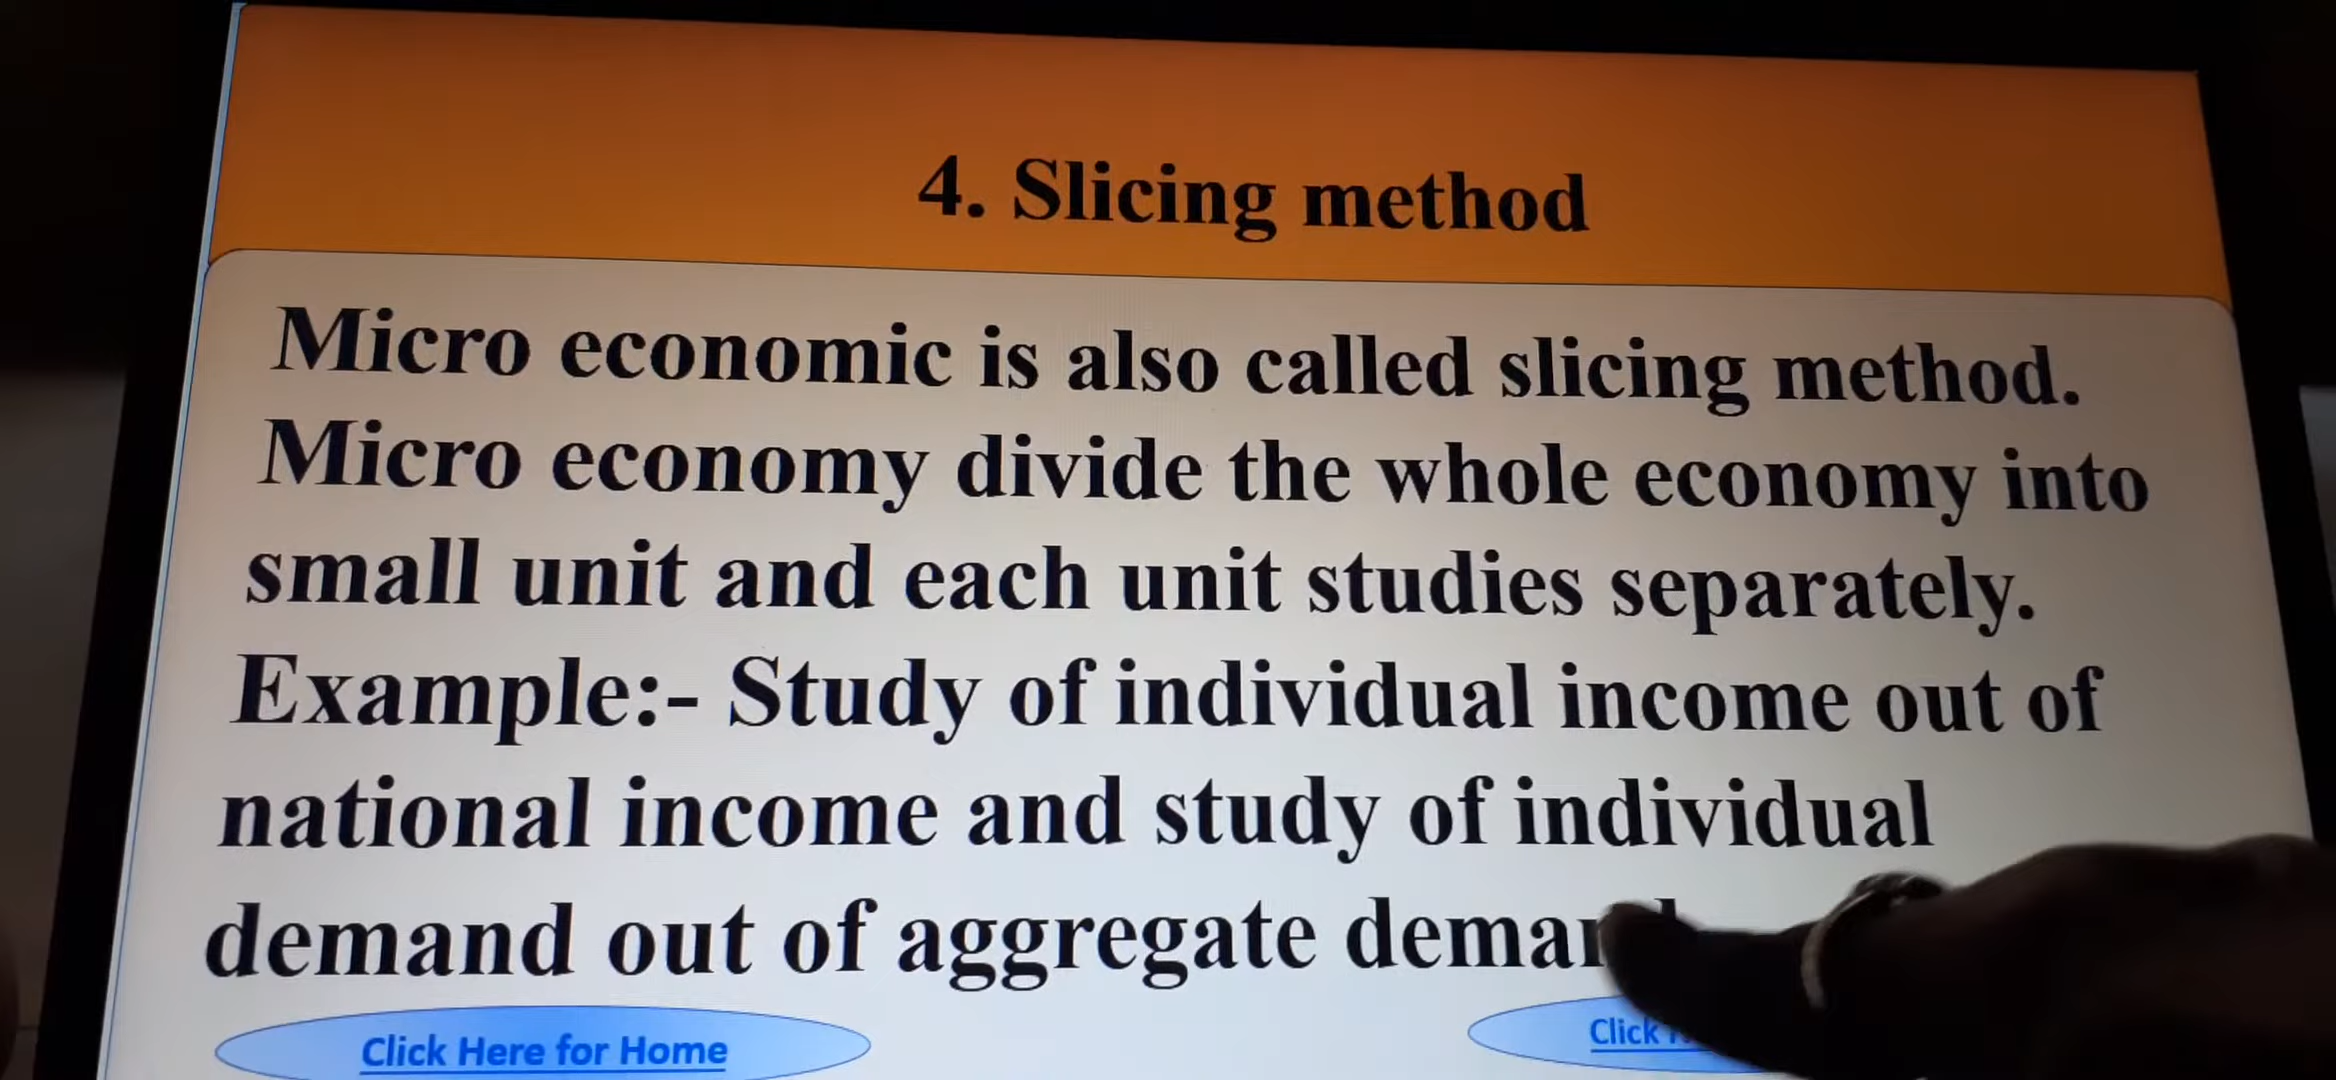 4. Slicing method
Micro economic is also called slicing method.
Micro economy divide the whole economy into
small unit and each unit studies separately.
Example:- Study of individual income out of
national income and study of individual
demand out of aggregate
Click Here for Home
Click